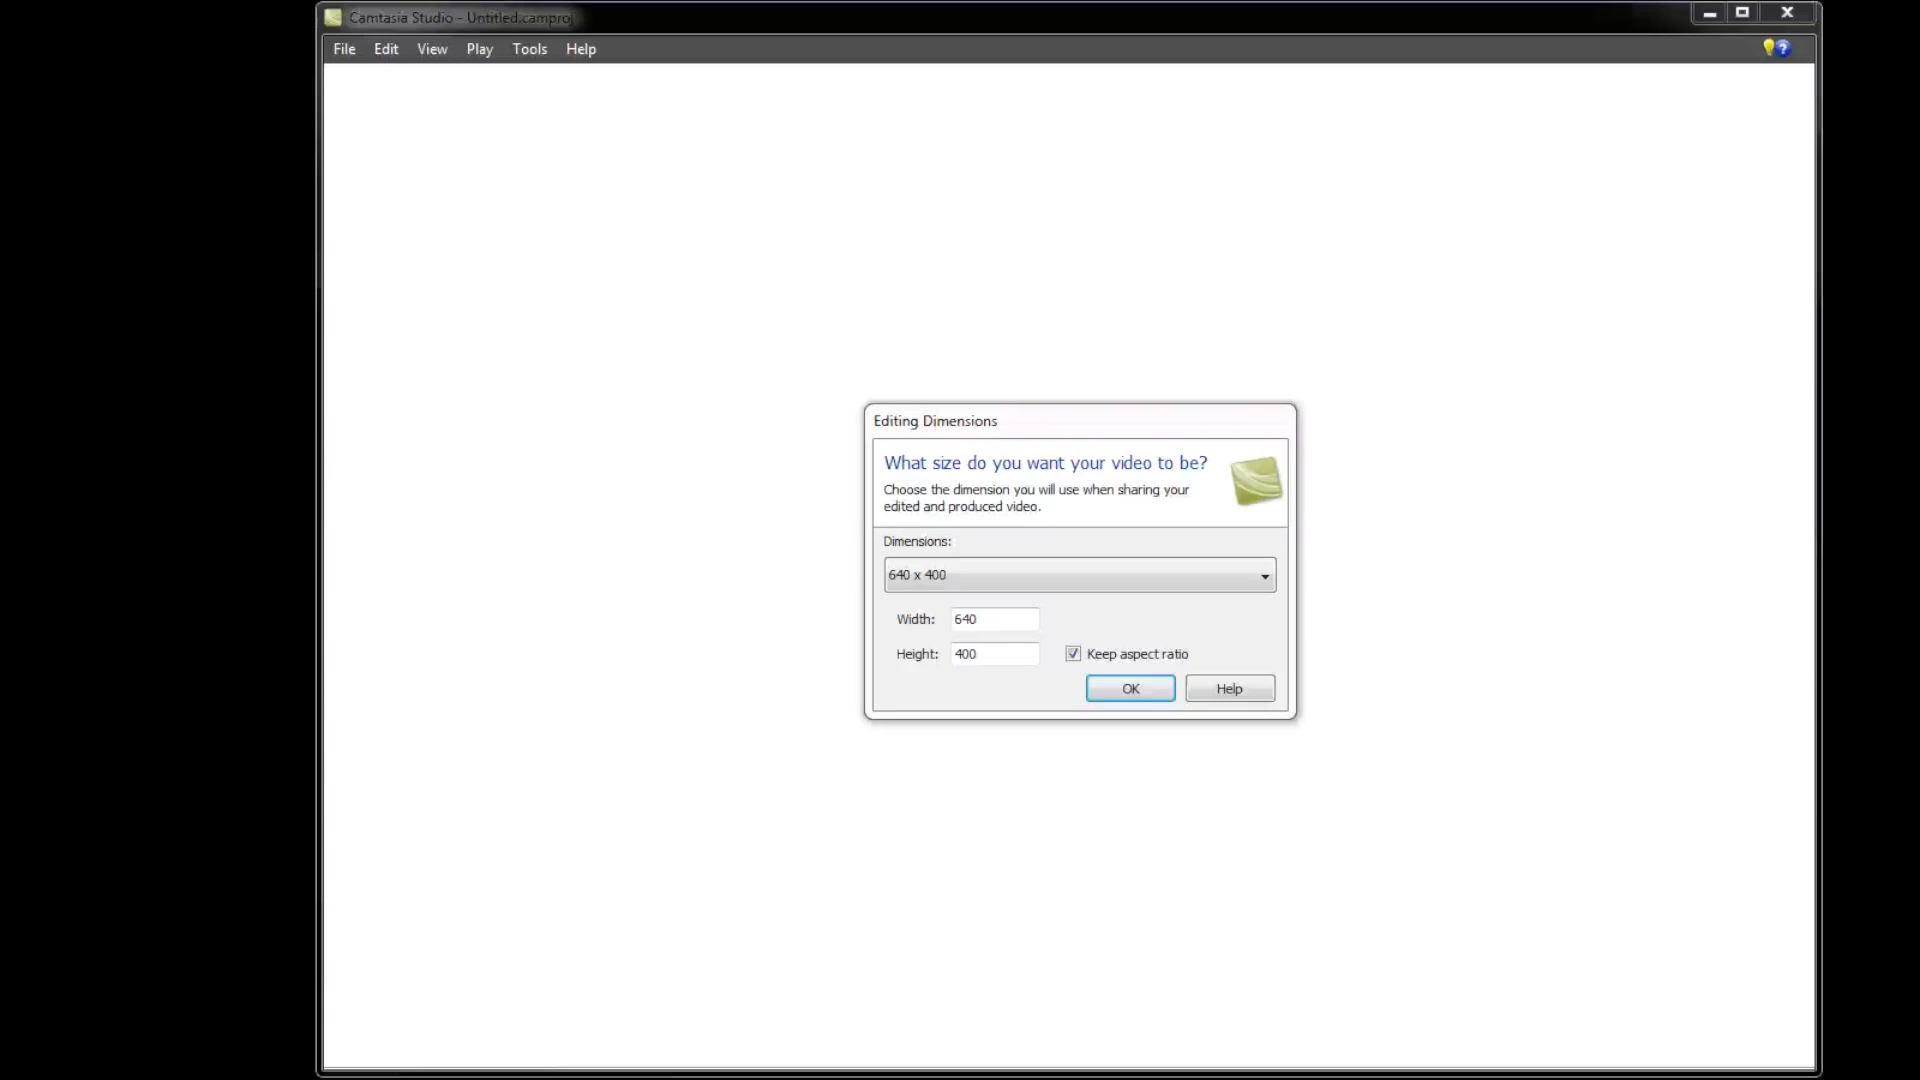 Camtasia Studio - Untitled.camproj
File Edit View Play Tools Help
Editing Dimensions
What size do you want your video to be?
Choose the dimension you will use when sharing your
edited and produced video.
Dimensions:
640 x 400
Width: 640
Height: 400 Keep aspect ratio
OK Help